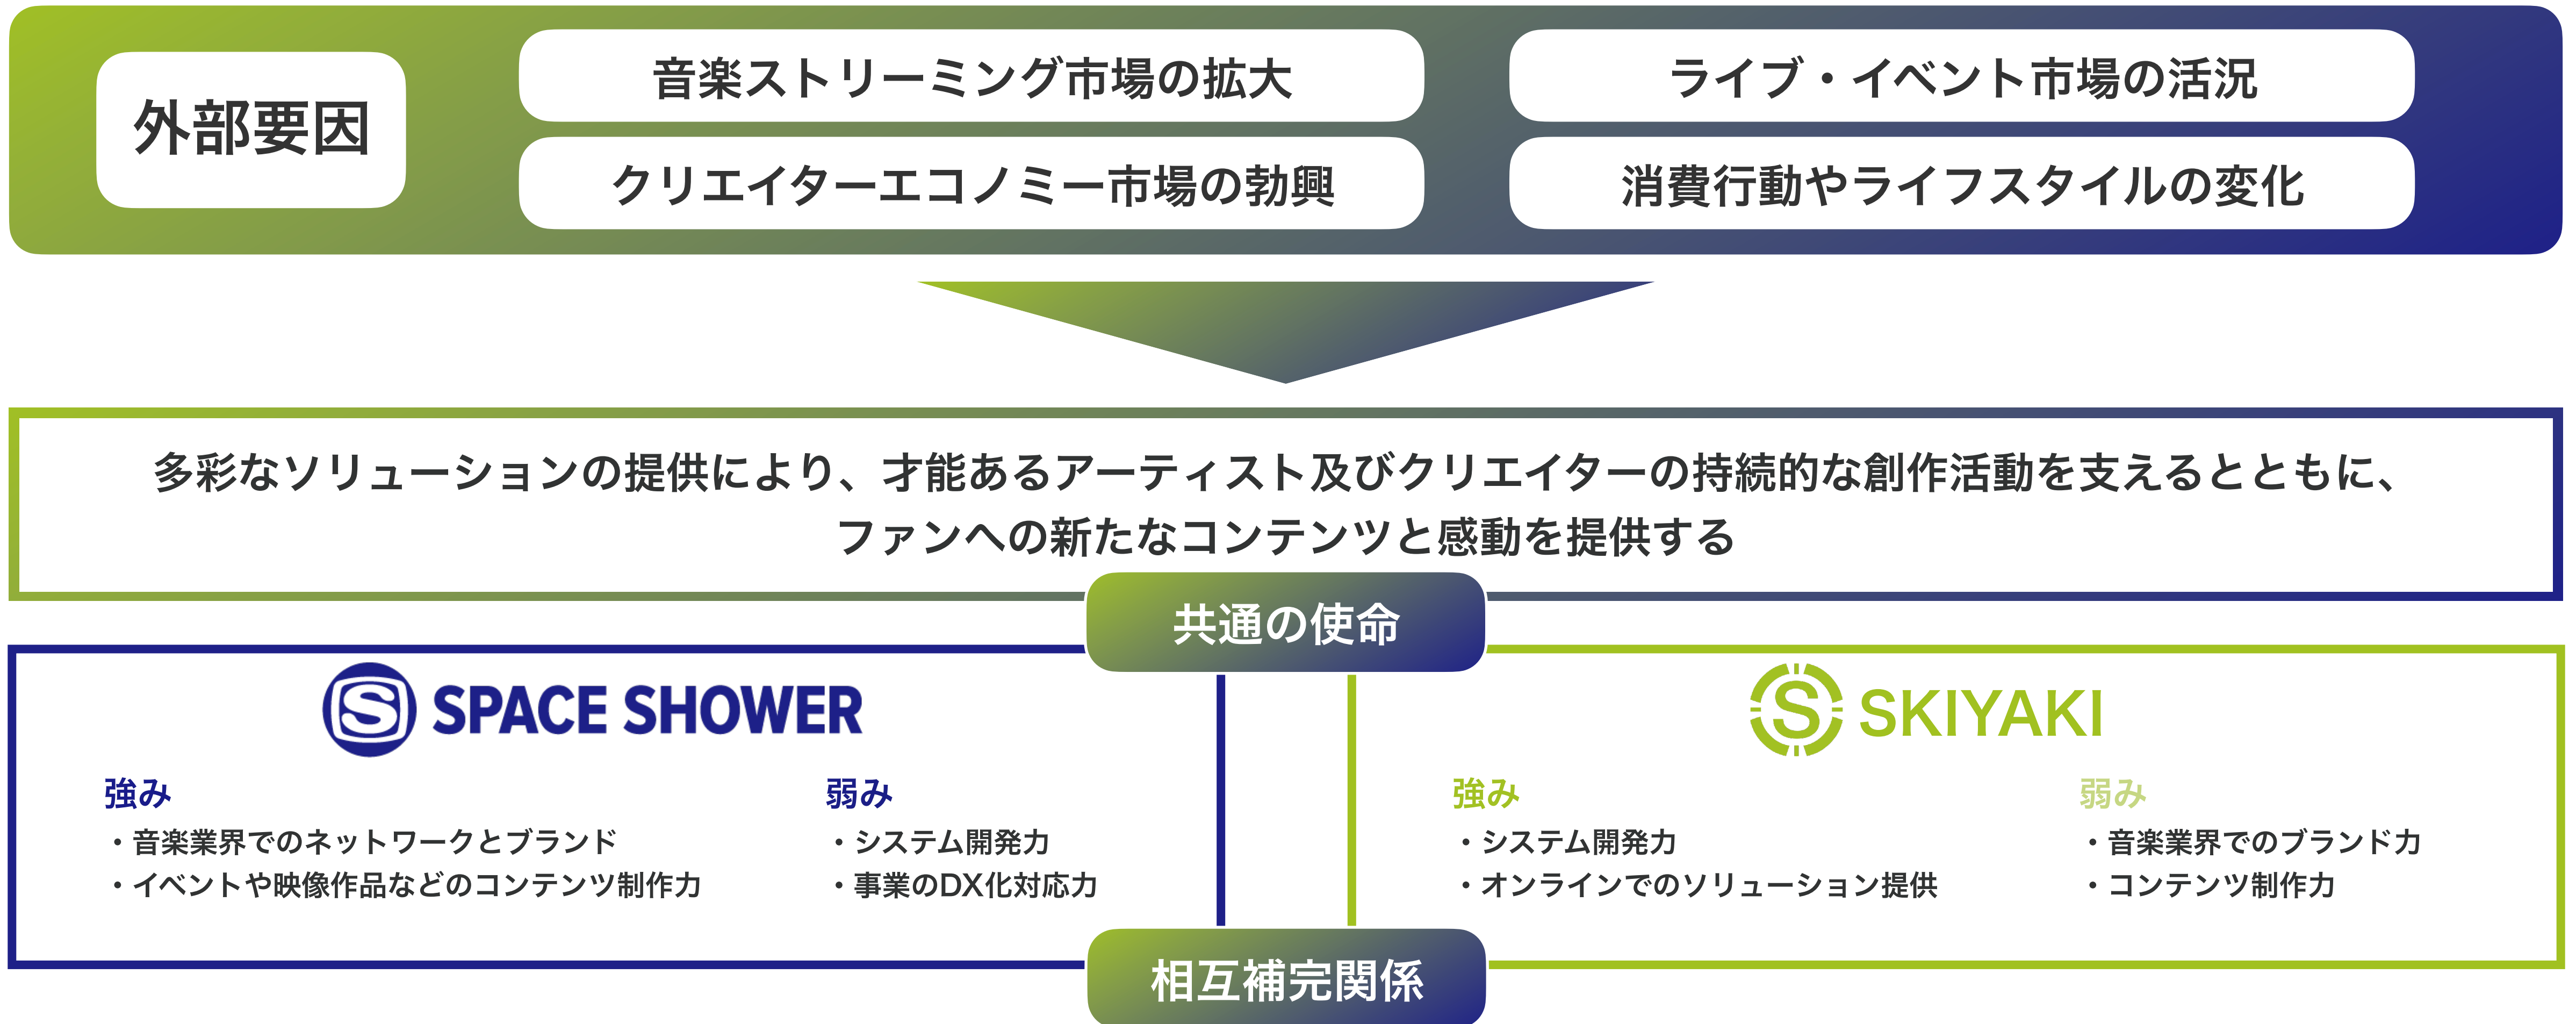 外部要因
音楽ストリーミング市場の拡大
ライブ・イベント市場の活況
クリエイターエコノミー市場の勃興
消費行動やライフスタイルの変化
多彩なソリューションの提供により、才能あるアーティスト及びクリエイターの持続的な創作活動を支えるとともに、
ファンへの新たなコンテンツと感動を提供する
共通の使命
S SPACE SHOWER
強み
・音楽業界でのネットワークとブランド
・イベントや映像作品などのコンテンツ制作力
弱み
・システム開発力
・事業のDX化対応力
S SKIYAKI
強み
・システム開発力
・オンラインでのソリューション提供
弱み
・音楽業界でのブランド力
・コンテンツ制作力
相互補完関係